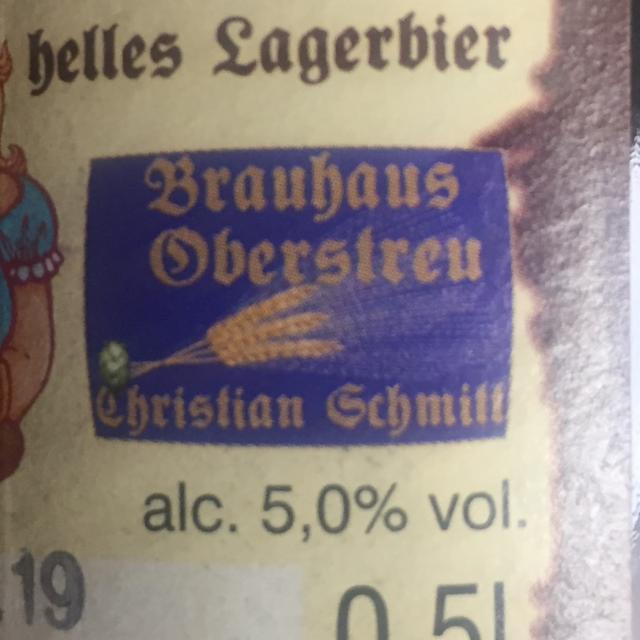 helles Lagerbier
Brauhaus
Oberstreu
Christian Schmitt
alc. 5,0% vol.
.19
0,5l